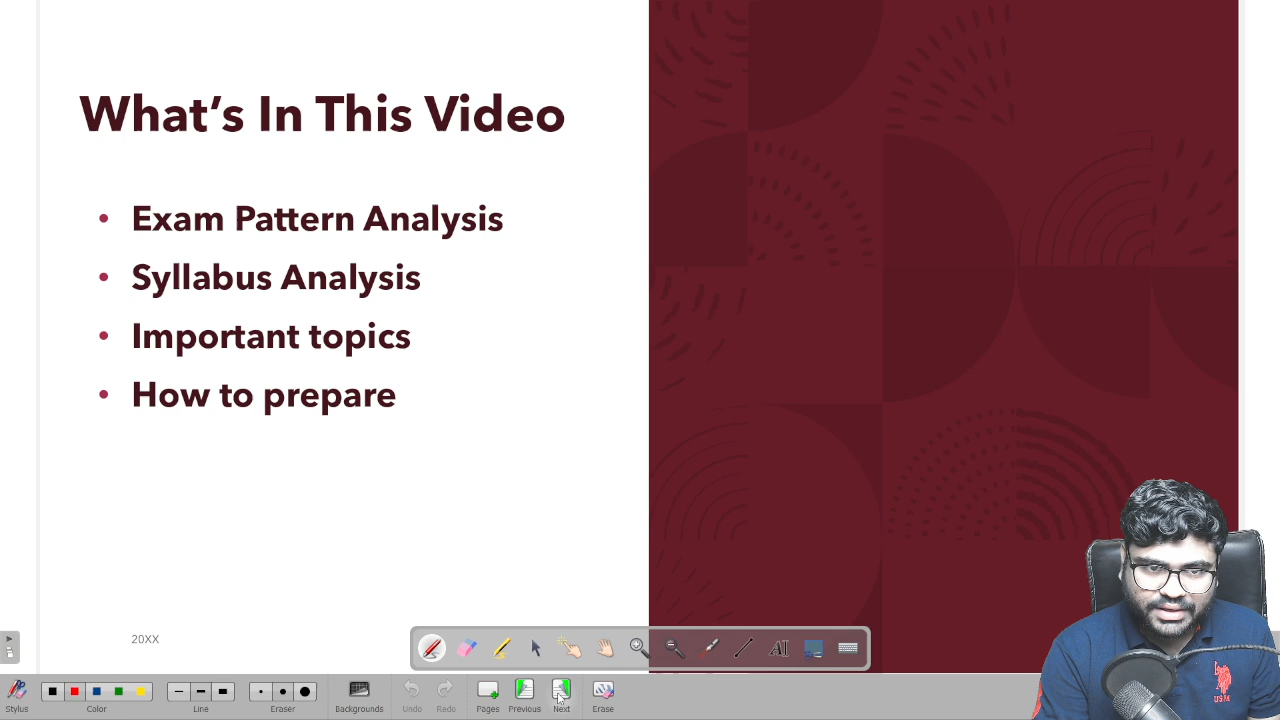 What's In This Video
• Exam Pattern Analysis
• Syllabus Analysis
• Important topics
• How to prepare
20XX
AI
Stylus
Color
Line
Eraser
Backgrounds
Undo
Redo
Pages
Previous
Next
Erase